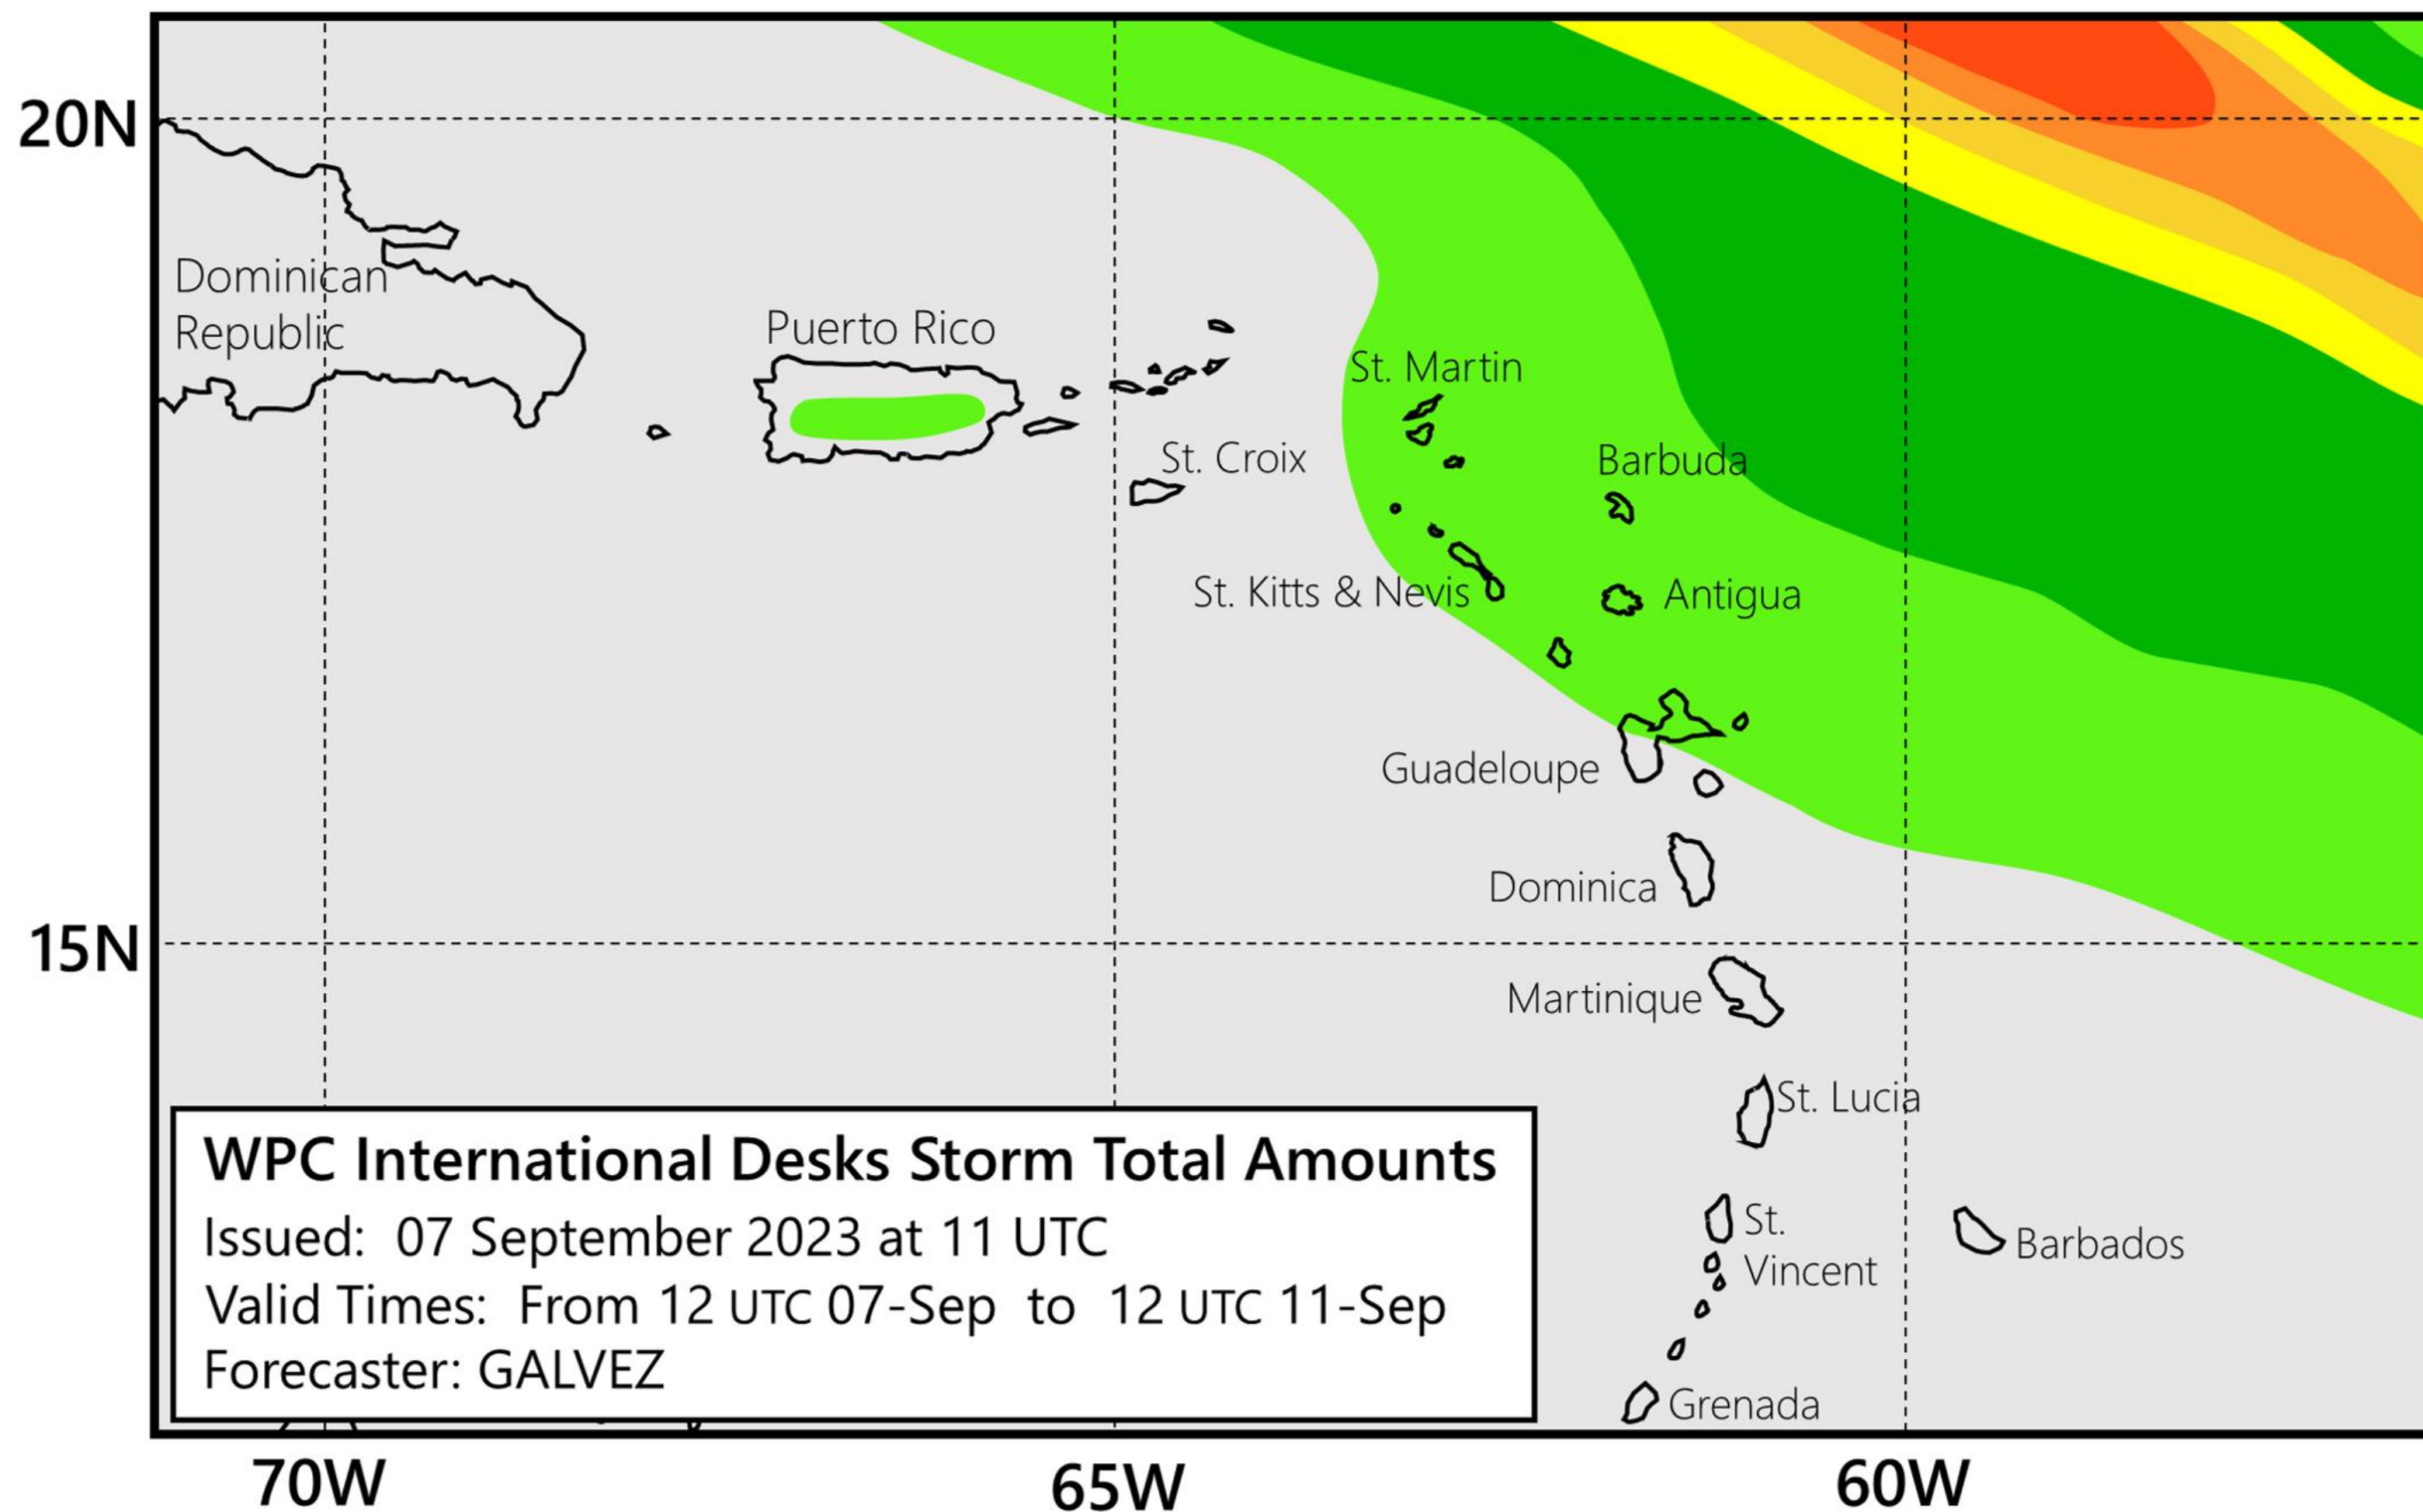 20N
Dominican
Republic
Puerto Rico
St. Martin
St. Croix
Barbuda
St. Kitts & Nevis
Antigua
Guadeloupe
Dominica
15N
Martinique
St. Lucia
St.
Vincent
Barbados
Grenada
WPC International Desks Storm Total Amounts
Issued:  07 September 2023 at 11 UTC
Valid Times:  From 12 UTC 07-Sep  to  12 UTC 11-Sep
Forecaster: GALVEZ
70W
65W
60W